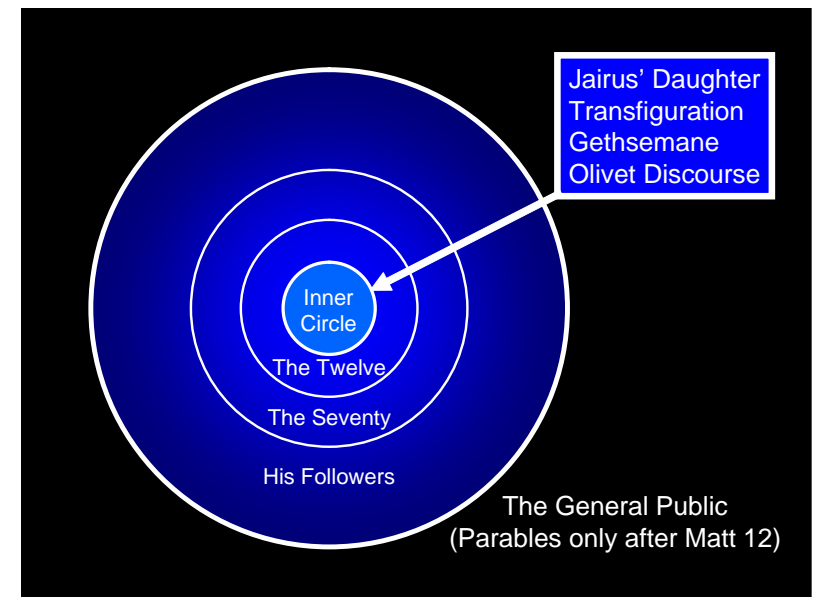 Jairus’ Daughter
Transfiguration
Gethsemane
Olivet Discourse
Inner
Circle
The Twelve
The Seventy
His Followers
The General Public
(Parables only after Matt 12)